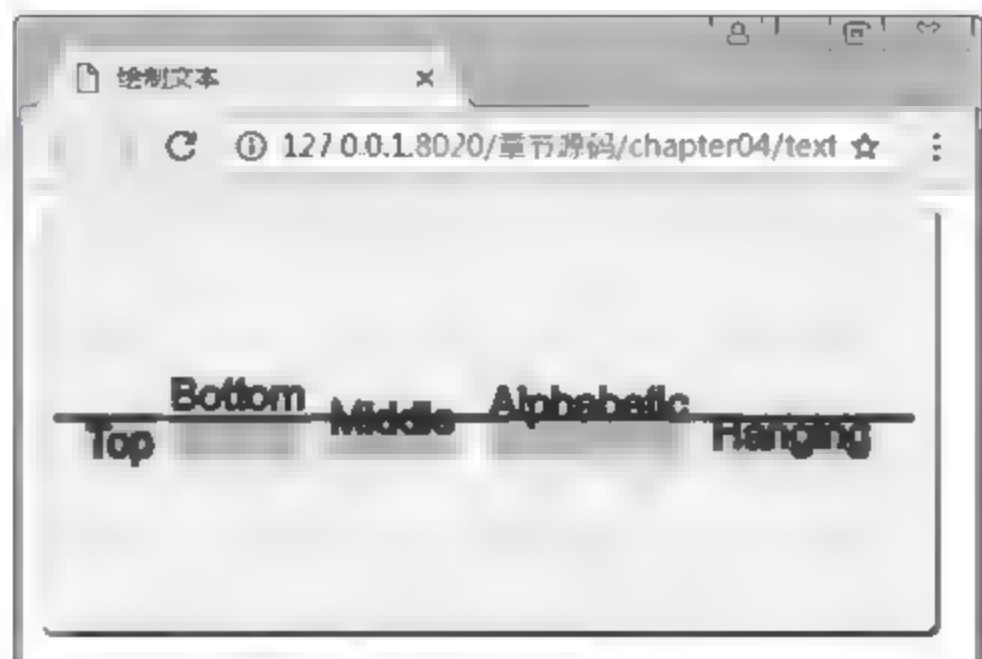 绘制文本
127.0.0.1:8020/章节源码/chapter04/text
Bottom
Alphabetic
Middle
Top
Hanging